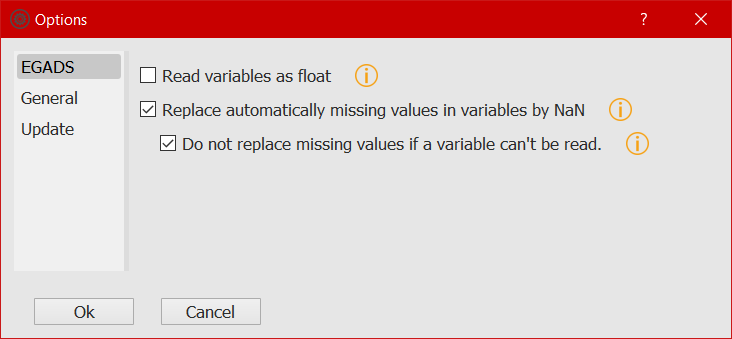 Options
?
EGADS
General
Update
Read variables as float
Replace automatically missing values in variables by NaN
Do not replace missing values if a variable can't be read.
Ok
Cancel